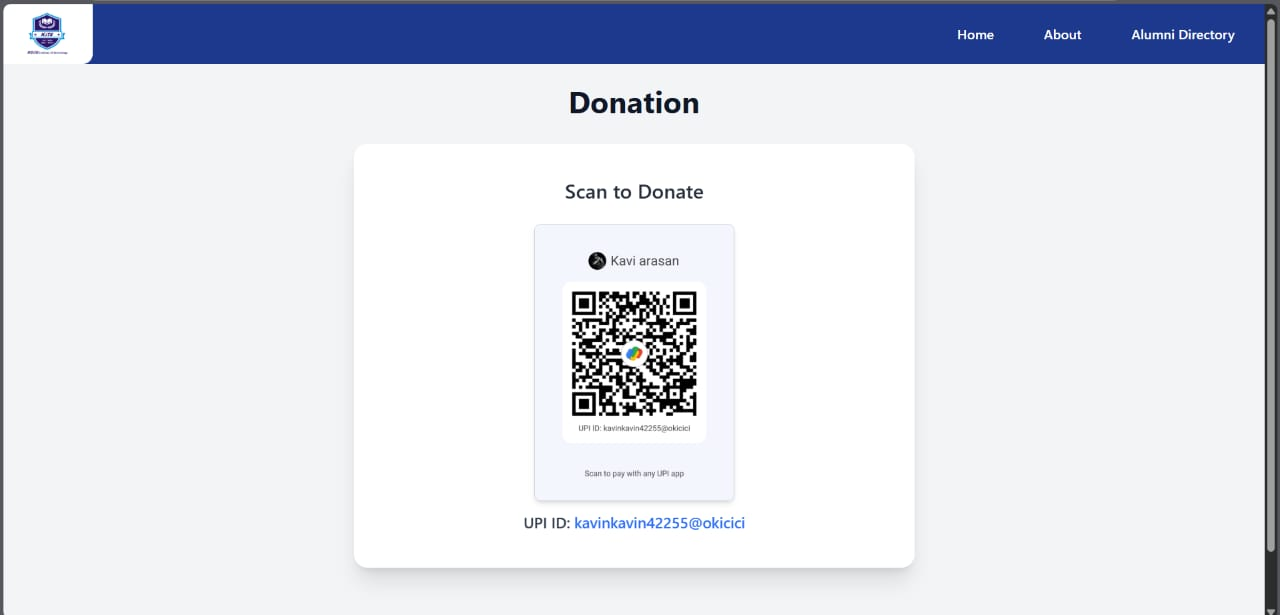 Home About Alumni Directory
Donation
Scan to Donate
Kavi arasan
UPI ID: kavinkavin42255@okicici
Scan to pay with any UPI app
UPI ID: kavinkavin42255@okicici